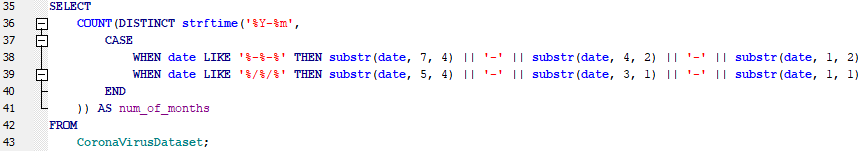 35 SELECT
36 COUNT(DISTINCT strftime('%Y-%m',
37 CASE
38 WHEN date LIKE '%-%-%' THEN substr(date, 7, 4) || '-' || substr(date, 4, 2) || '-' || substr(date, 1, 2)
39 WHEN date LIKE '%/%/%' THEN substr(date, 5, 4) || '-' || substr(date, 3, 1) || '-' || substr(date, 1, 1)
40 END
41 )) AS num_of_months
42 FROM
43 CoronaVirusDataset;